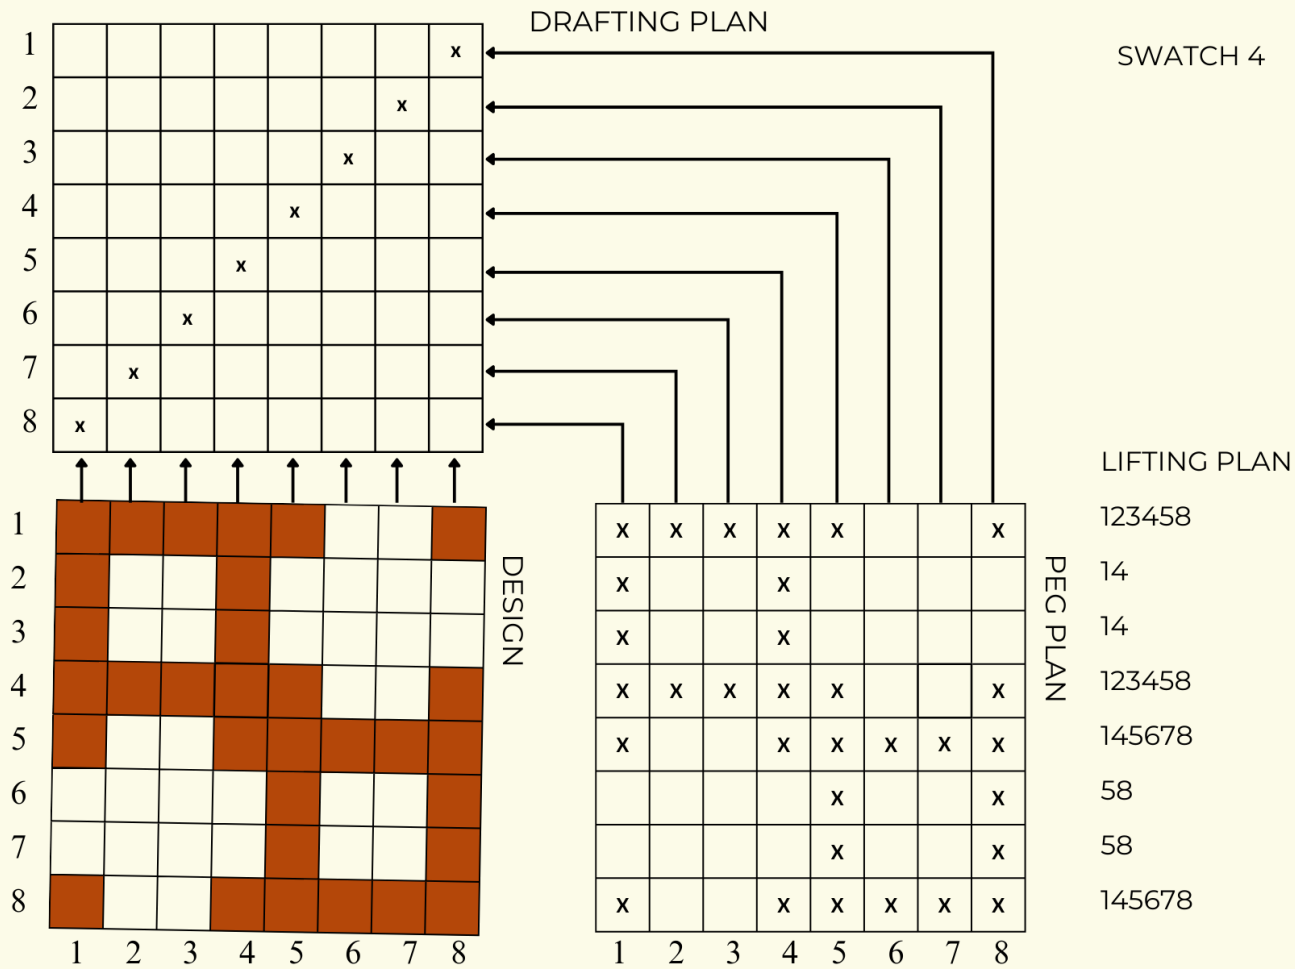 DRAFTING PLAN
SWATCH 4
1 x
2 x
3 x
4 x
5 x
6 x
7 x
8 x
LIFTING PLAN
DESIGN
PEG PLAN
1 x x x x x x 123458
2 x x 14
3 x x 14
4 x x x x x x 123458
5 x x x x x x 145678
6 x x 58
7 x x 58
8 x x x x x x 145678
1 2 3 4 5 6 7 8 1 2 3 4 5 6 7 8